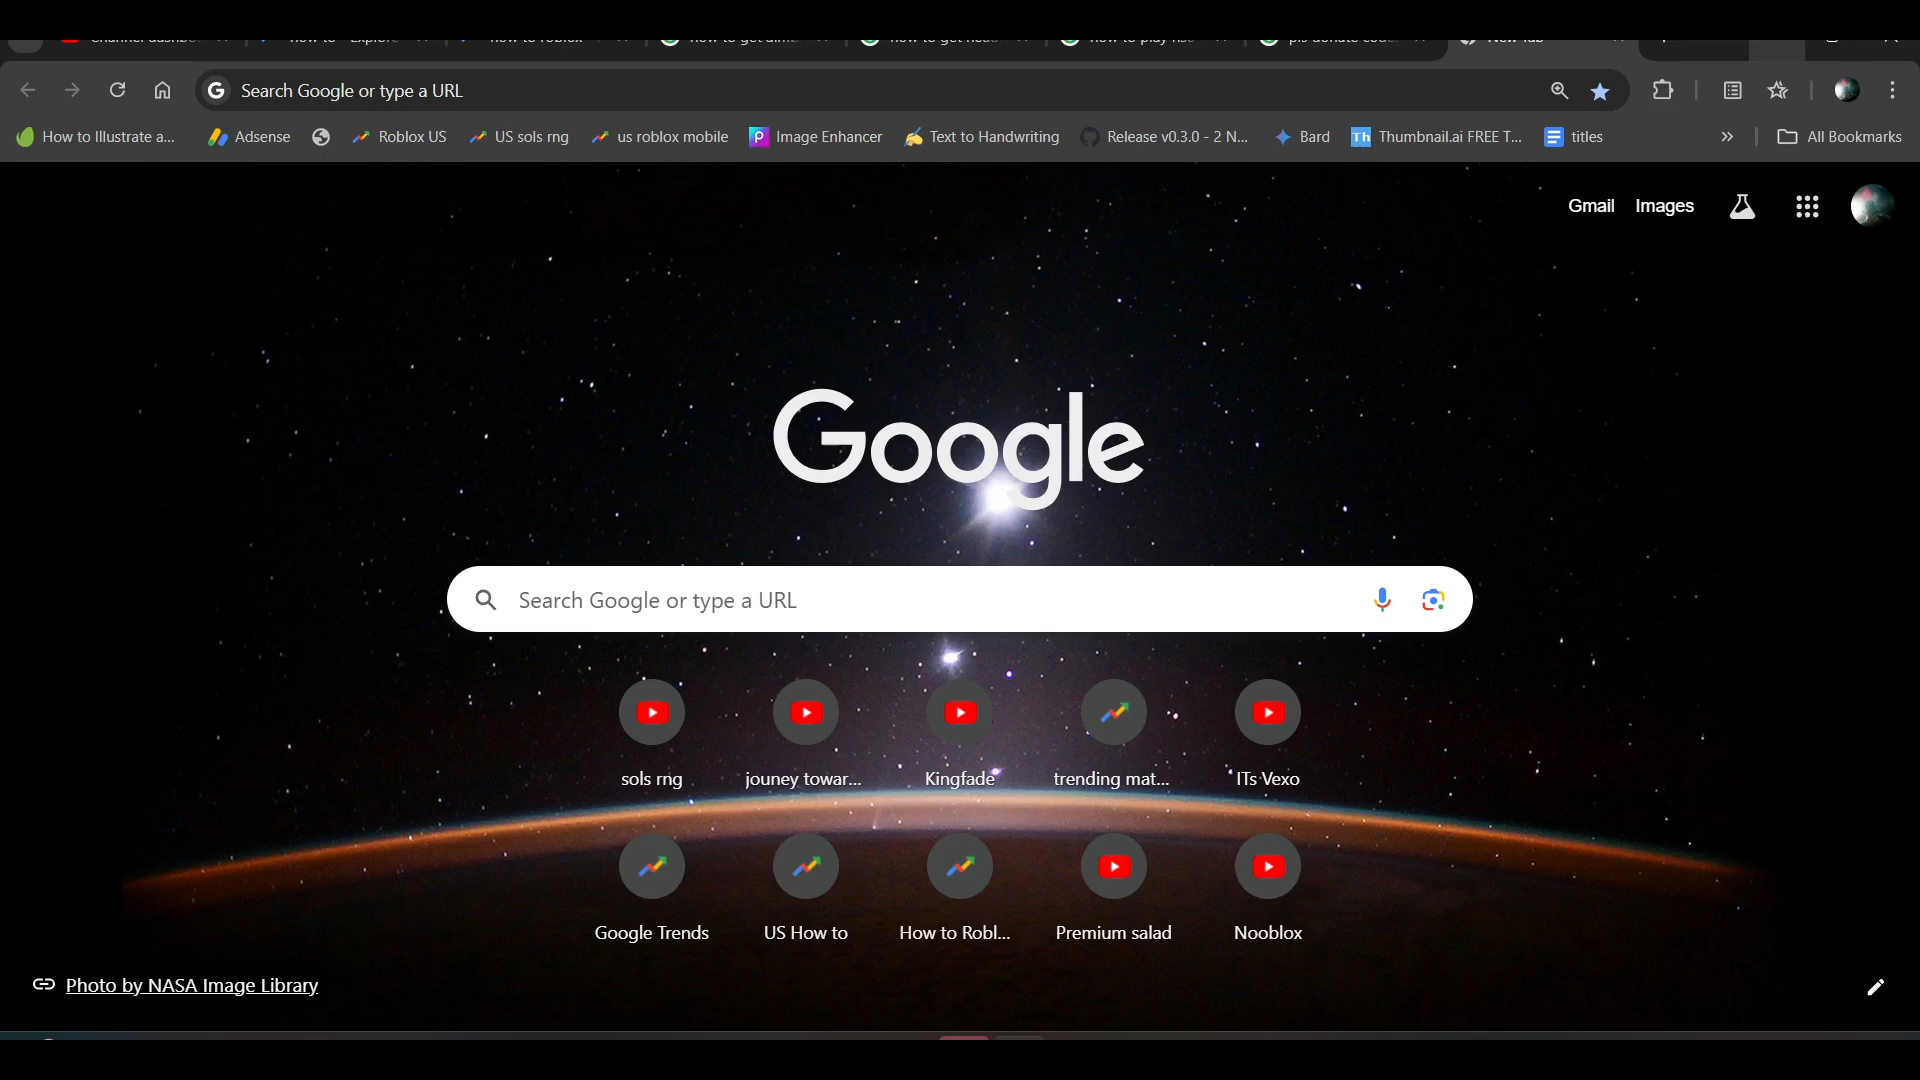 Search Google or type a URL
How to Illustrate a... Adsense Roblox US US sols rng us roblox mobile Image Enhancer Text to Handwriting Release v0.3.0 - 2 N... Bard Thumbnail.ai FREE T... titles » All Bookmarks
Gmail Images
Google
Search Google or type a URL
sols rng jouney towar... Kingfade trending mat... ITs Vexo
Google Trends US How to How to Robl... Premium salad Nooblox
Photo by NASA Image Library